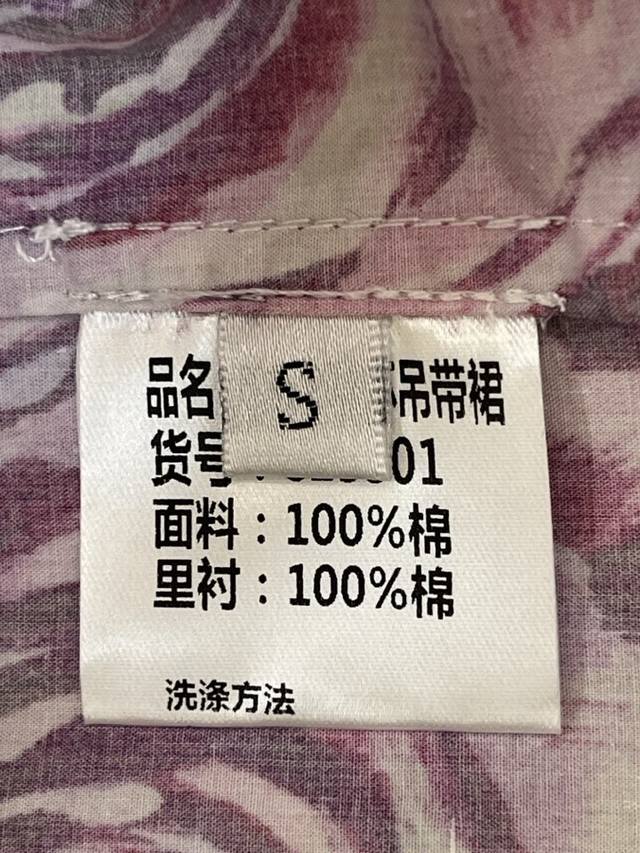 S
品名 吊带裙
货号: 01
面料：100%棉
里衬：100%棉
洗涤方法